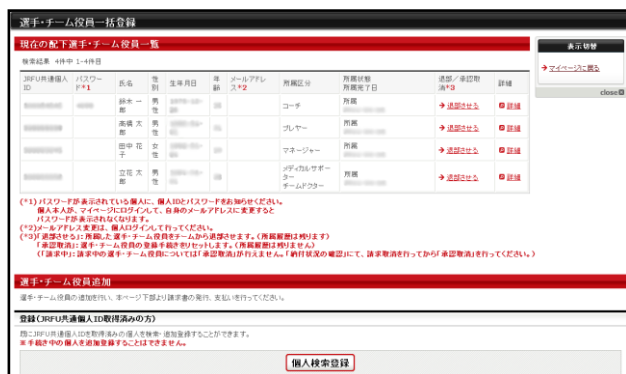 選手・チーム役員一括登録
現在の配下選手・チーム役員一覧
検索結果 4件中 1-4件目
JRFU共通個人ID パスワード*1 氏名 性別 生年月日 年齢 メールアドレス*2 所属区分 所属状態 所属完了日 退部/承認取消*3 詳細
鈴木 一郎 男性 コーチ 所属 退部させる 詳細
高橋 太郎 男性 プレヤー 所属 退部させる 詳細
田中 花子 女性 マネージャー 所属 退部させる 詳細
立花 太郎 男性 メディカルサポーター チームドクター 所属 退部させる 詳細
(*1)パスワードが表示されている個人に、個人IDとパスワードをお知らせください。
個人本人が、マイページにログインして、自身のメールアドレスに変更すると
パスワードが表示されなくなります。
(*2)メールアドレス変更は、個人ログインして行ってください。
(*3)「退部させる」:所属した選手・チーム役員をチームから退部させます。(所属履歴は残ります)
「承認取消」:選手・チーム役員の登録手続きをリセットします。(所属履歴は残りません)
(「請求中」:請求中の選手・チーム役員については「承認取消」が行えません。「納付状況の確認」にて、請求取消を行ってから「承認取消」を行ってください。)
選手・チーム役員追加
選手・チーム役員の追加を行い、本ページ下部より請求書の発行、支払いを行ってください。
登録(JRFU共通個人ID取得済みの方)
既にJRFU共通個人IDを取得済みの個人を検索・追加登録することができます。
※ 手続き中の個人を追加登録することはできません。
個人検索登録
表示切替
マイページに戻る
close